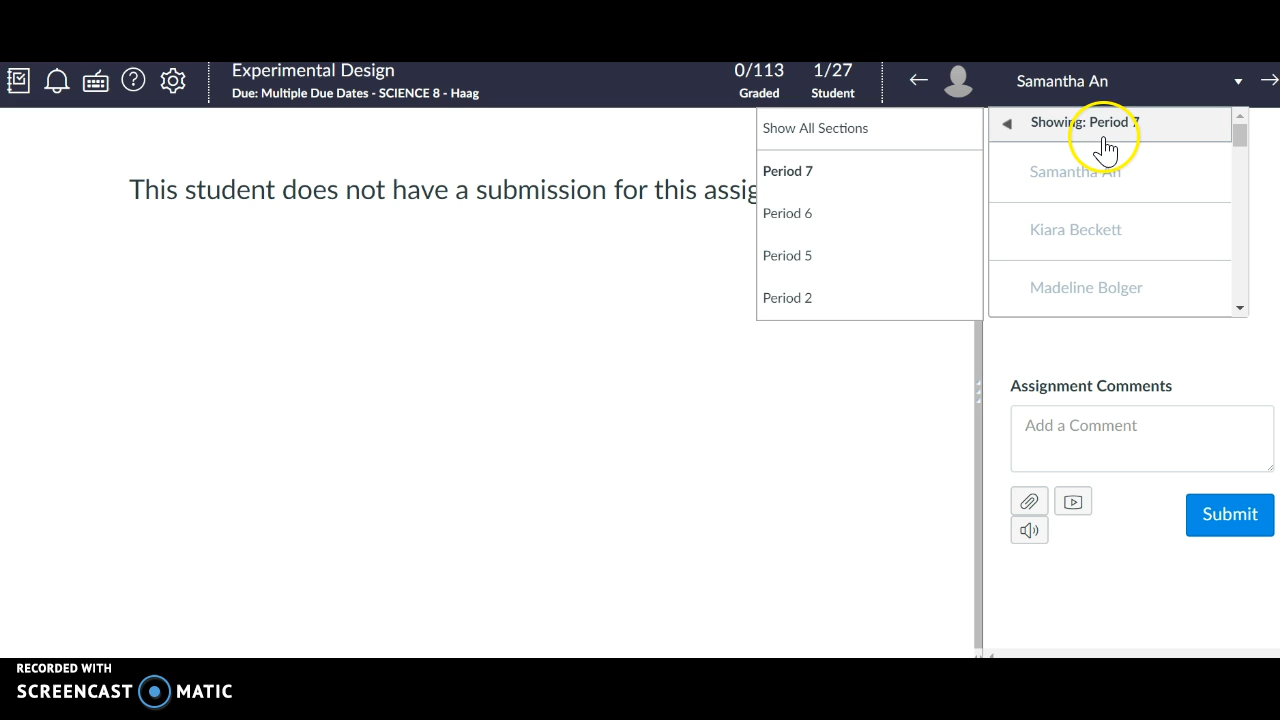 Experimental Design
Due: Multiple Due Dates - SCIENCE 8 - Haag
0/113
Graded
1/27
Student
Samantha An
Show All Sections
Period 7
Period 6
Period 5
Period 2
Showing: Period 7
Samantha An
Kiara Beckett
Madeline Bolger
This student does not have a submission for this assig
Assignment Comments
Add a Comment
Submit
RECORDED WITH
SCREENCAST MATIC